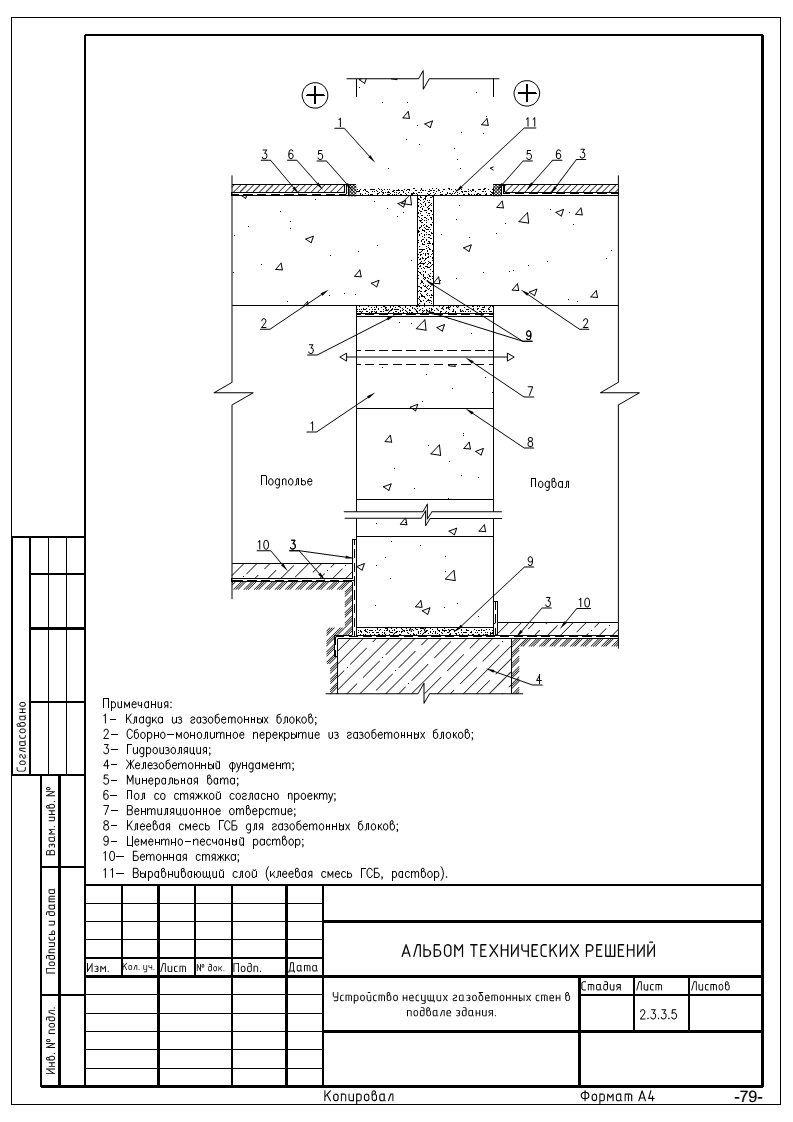 1
11
3
6
5
5
6
3
2
3
9
2
7
1
8
Подполье
Подвал
10
3
9
3
10
4
Примечания:
1– Кладка из газобетонных блоков;
2– Сборно–монолитное перекрытие из газобетонных блоков;
3– Гидроизоляция;
4– Железобетонный фундамент;
5– Минеральная вата;
6– Пол со стяжкой согласно проекту;
7– Вентиляционное отверстие;
8– Клеевая смесь ГСБ для газобетонных блоков;
9– Цементно–песчаный раствор;
10– Бетонная стяжка;
11– Выравнивающий слой (клеевая смесь ГСБ, раствор).
Согласовано
Взам. инв. №
Подпись и дата
Инв. № подл.
Изм. Кол. уч. Лист № док. Подп. Дата
АЛЬБОМ ТЕХНИЧЕСКИХ РЕШЕНИЙ
Устройство несущих газобетонных стен в
подвале здания.
Стадия Лист Листов
2.3.3.5
Копировал Формат А4 -79-